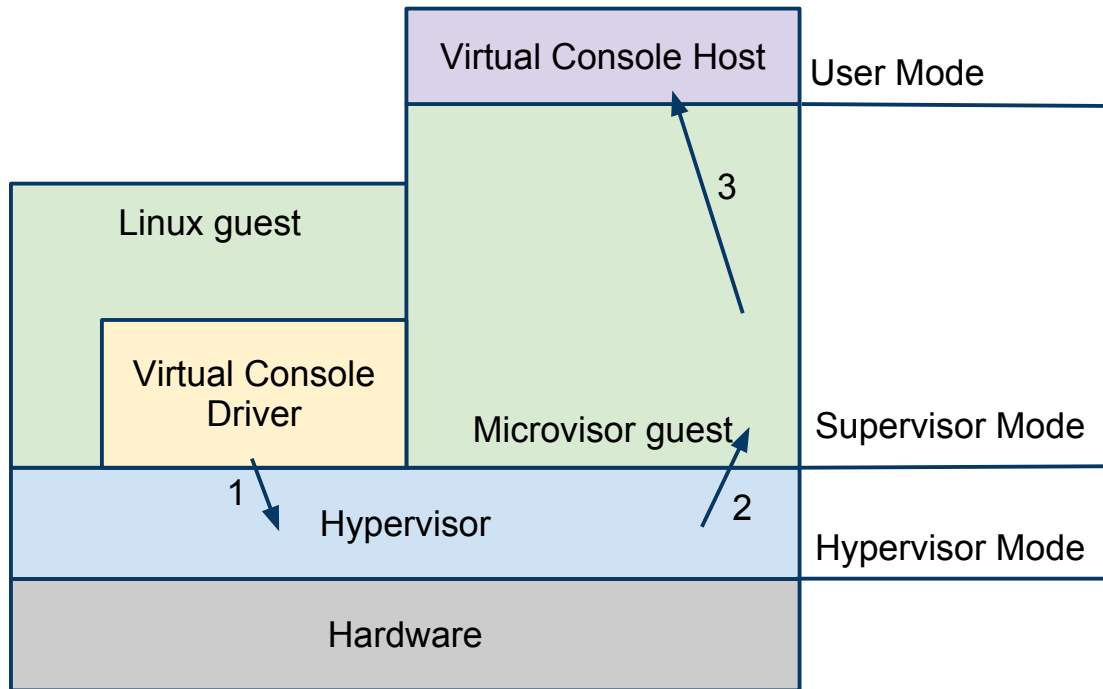 Virtual Console Host
User Mode
3
Linux guest
Virtual Console
Driver
Microvisor guest
Supervisor Mode
1
Hypervisor
2
Hypervisor Mode
Hardware